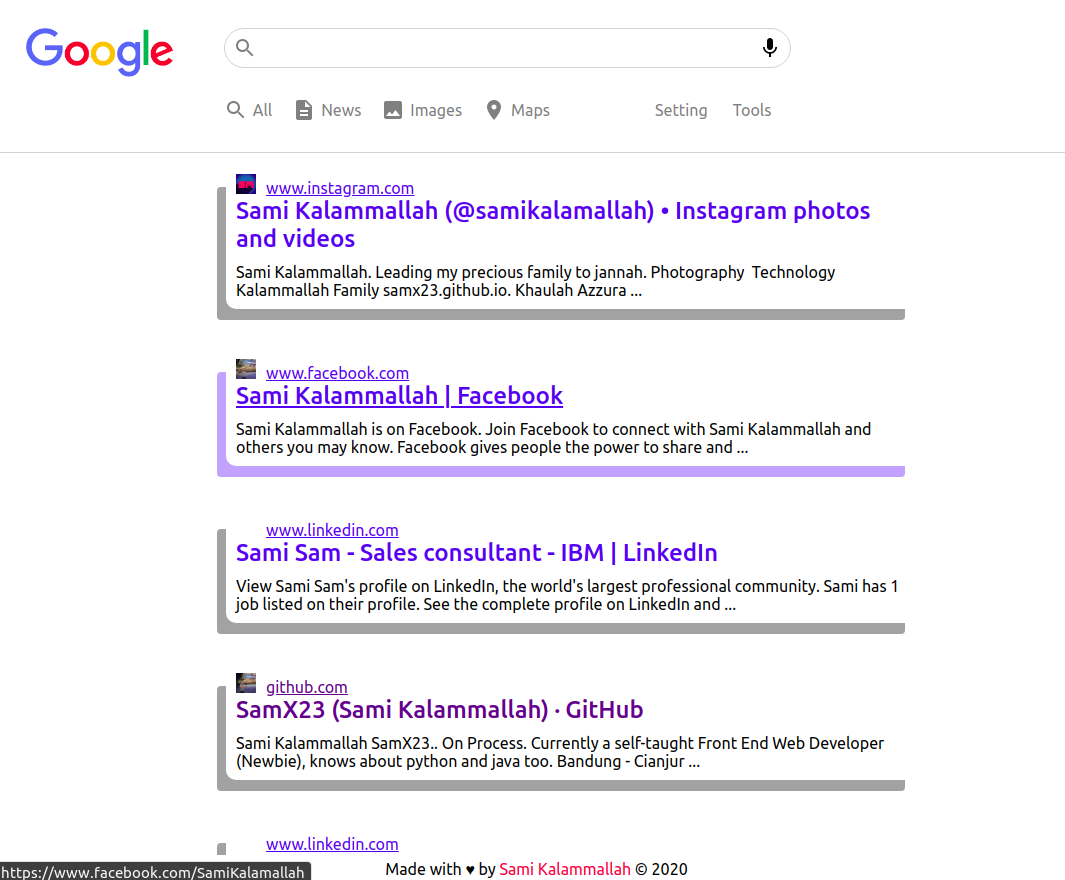 Google
All News Images Maps Setting Tools
www.instagram.com
Sami Kalammallah (@samikalamallah) • Instagram photos
and videos
Sami Kalammallah. Leading my precious family to jannah. Photography  Technology
Kalammallah Family samx23.github.io. Khaulah Azzura ...
www.facebook.com
Sami Kalammallah | Facebook
Sami Kalammallah is on Facebook. Join Facebook to connect with Sami Kalammallah and
others you may know. Facebook gives people the power to share and ...
www.linkedin.com
Sami Sam - Sales consultant - IBM | LinkedIn
View Sami Sam's profile on LinkedIn, the world's largest professional community. Sami has 1
job listed on their profile. See the complete profile on LinkedIn and ...
github.com
SamX23 (Sami Kalammallah) · GitHub
Sami Kalammallah SamX23.. On Process. Currently a self-taught Front End Web Developer
(Newbie), knows about python and java too. Bandung - Cianjur ...
www.linkedin.com
Made with ♥ by Sami Kalammallah © 2020
https://www.facebook.com/SamiKalamallah